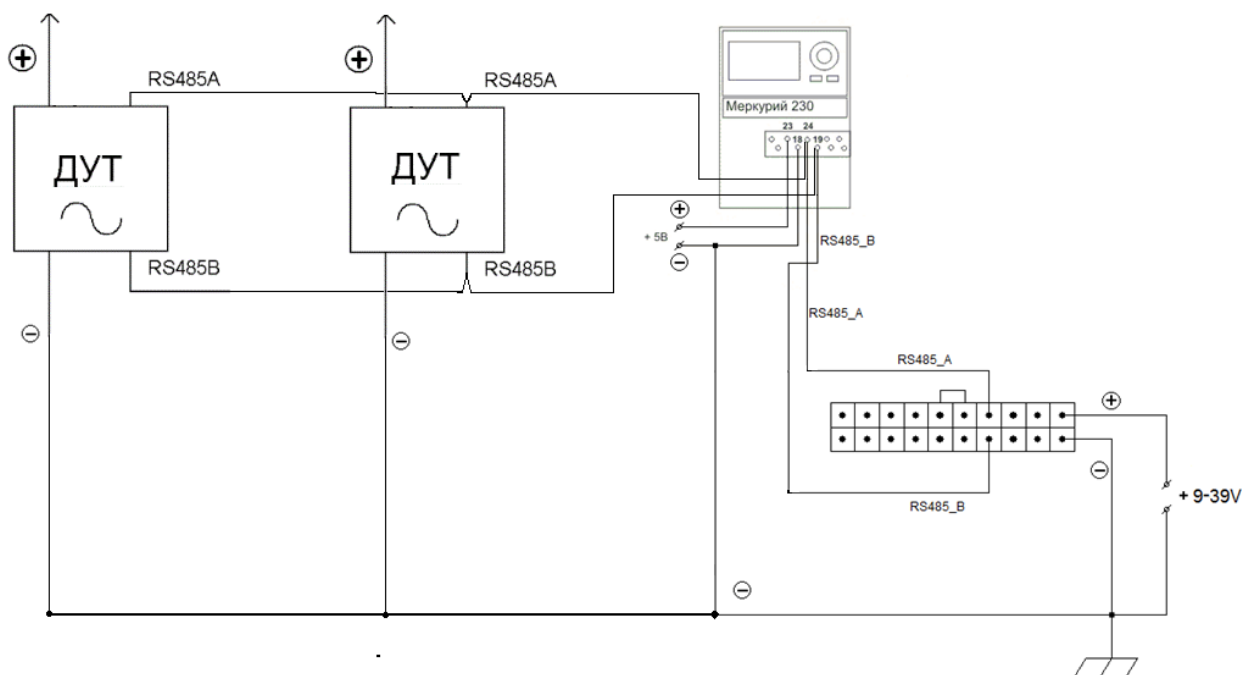 RS485A
RS485A
Меркурий 230
23 24
18 19
ДУТ
ДУТ
+ 5В
RS485_B
RS485B
RS485B
RS485_A
RS485_A
+ 9-39V
RS485_B